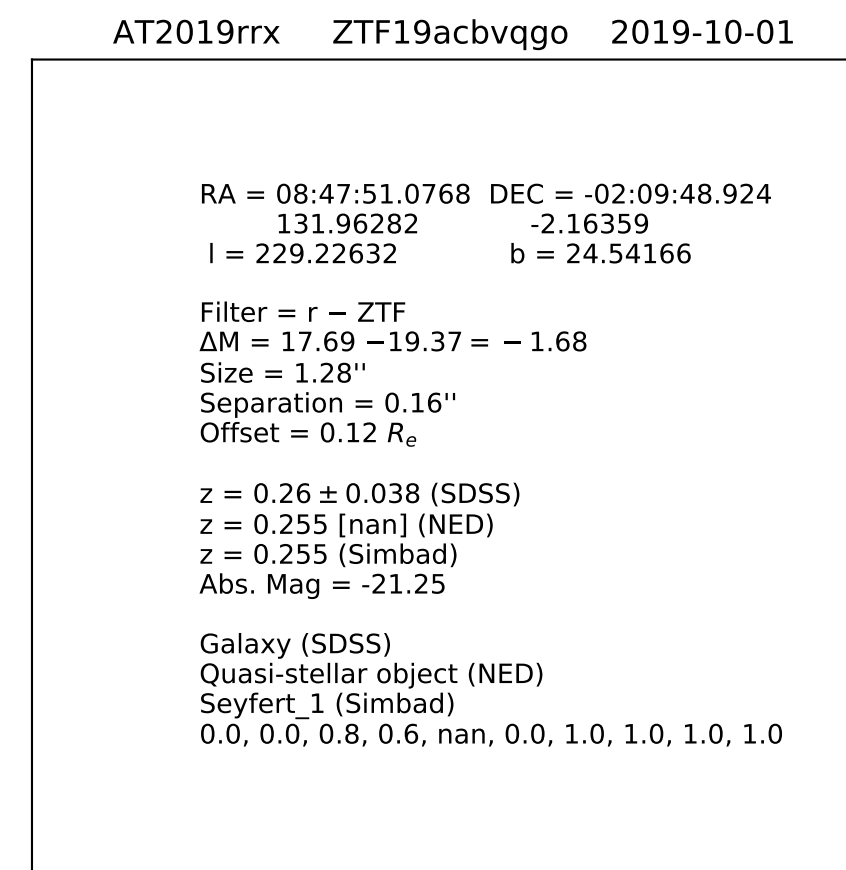 AT2019rrx ZTF19acbvqgo 2019-10-01
RA = 08:47:51.0768 DEC = -02:09:48.924
131.96282 -2.16359
l = 229.22632 b = 24.54166
Filter = r − ZTF
ΔM = 17.69 −19.37 = − 1.68
Size = 1.28''
Separation = 0.16''
Offset = 0.12 Re
z = 0.26 ± 0.038 (SDSS)
z = 0.255 [nan] (NED)
z = 0.255 (Simbad)
Abs. Mag = -21.25
Galaxy (SDSS)
Quasi-stellar object (NED)
Seyfert_1 (Simbad)
0.0, 0.0, 0.8, 0.6, nan, 0.0, 1.0, 1.0, 1.0, 1.0